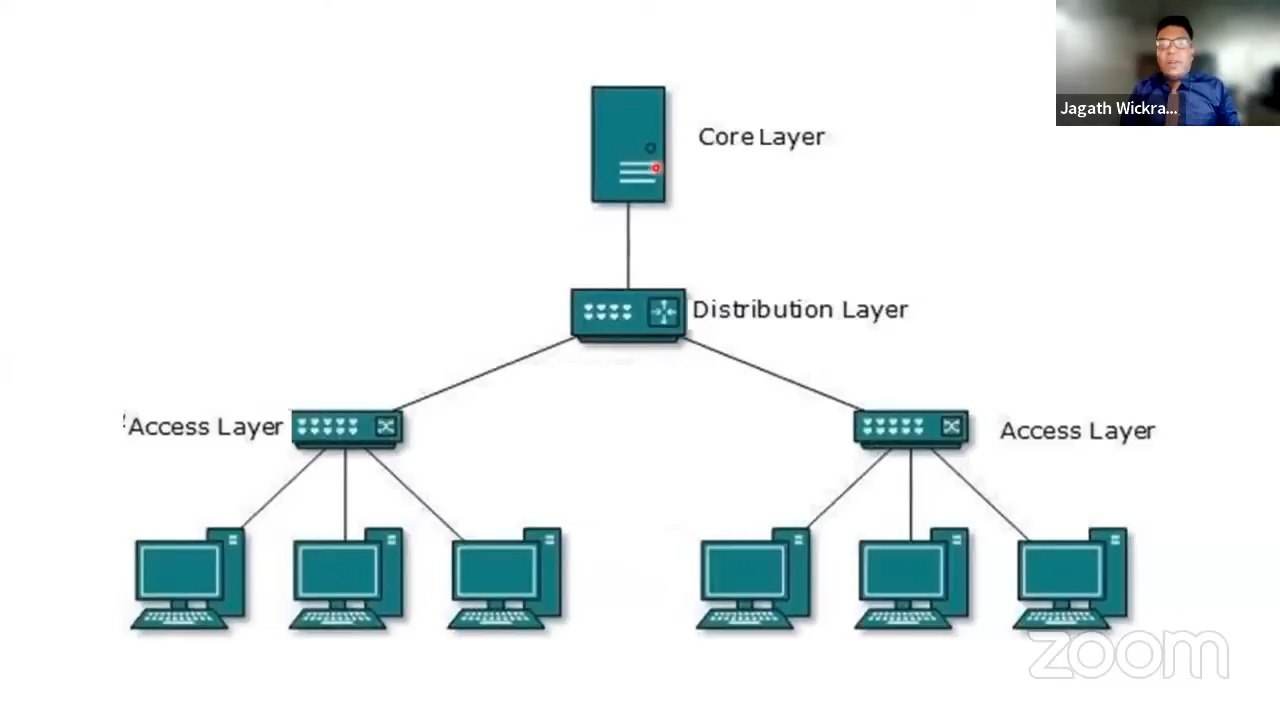 Jagath Wickra...
Core Layer
Distribution Layer
Access Layer
Access Layer
zoom